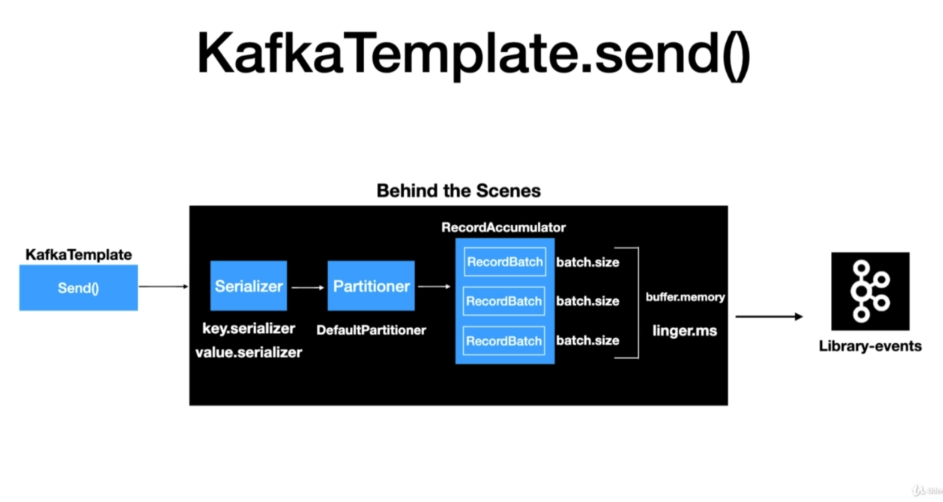 KafkaTemplate.send()
Behind the Scenes
KafkaTemplate
Send()
Serializer
key.serializer
value.serializer
Partitioner
DefaultPartitioner
RecordAccumulator
RecordBatch
batch.size
RecordBatch
batch.size
RecordBatch
batch.size
buffer.memory
linger.ms
Library-events